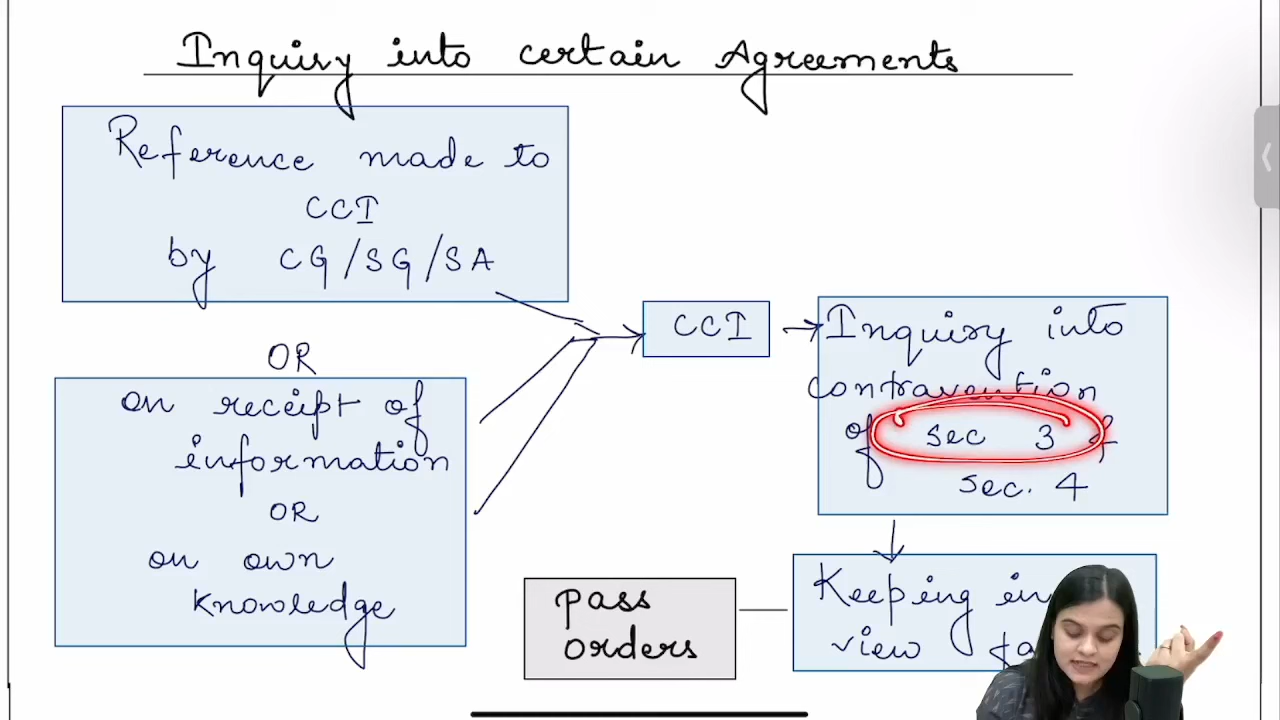 Inquiry into certain Agreements
Reference made to
CCI
by CG/SG/SA
OR
on receipt of
information
OR
on own
knowledge
CCI
Inquiry into
contravention
of sec 3 &
sec. 4
Keeping in
view
Pass
orders